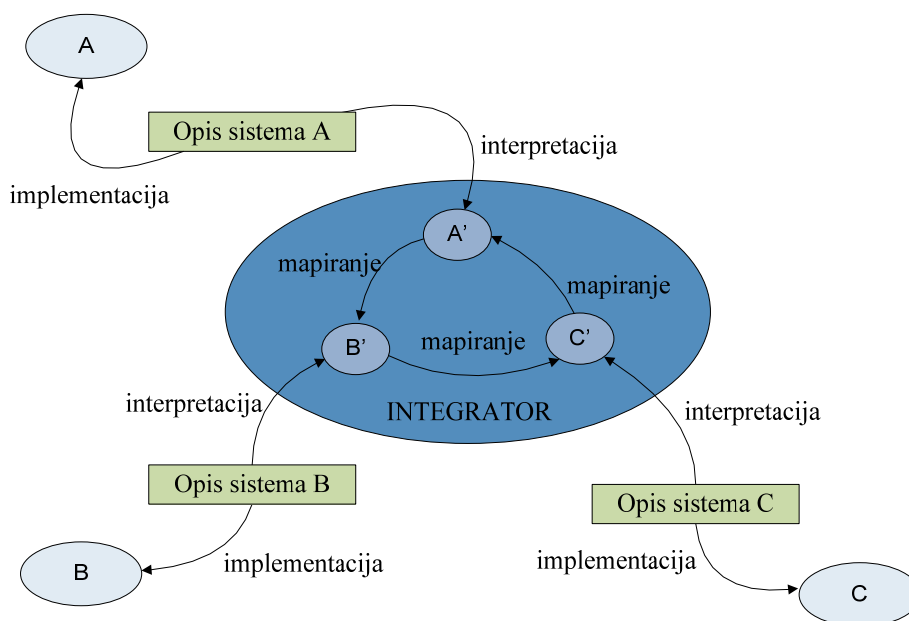 A
Opis sistema A
interpretacija
implementacija
A’
mapiranje
mapiranje
B’
mapiranje
C’
interpretacija
INTEGRATOR
interpretacija
Opis sistema B
Opis sistema C
implementacija
implementacija
B
C